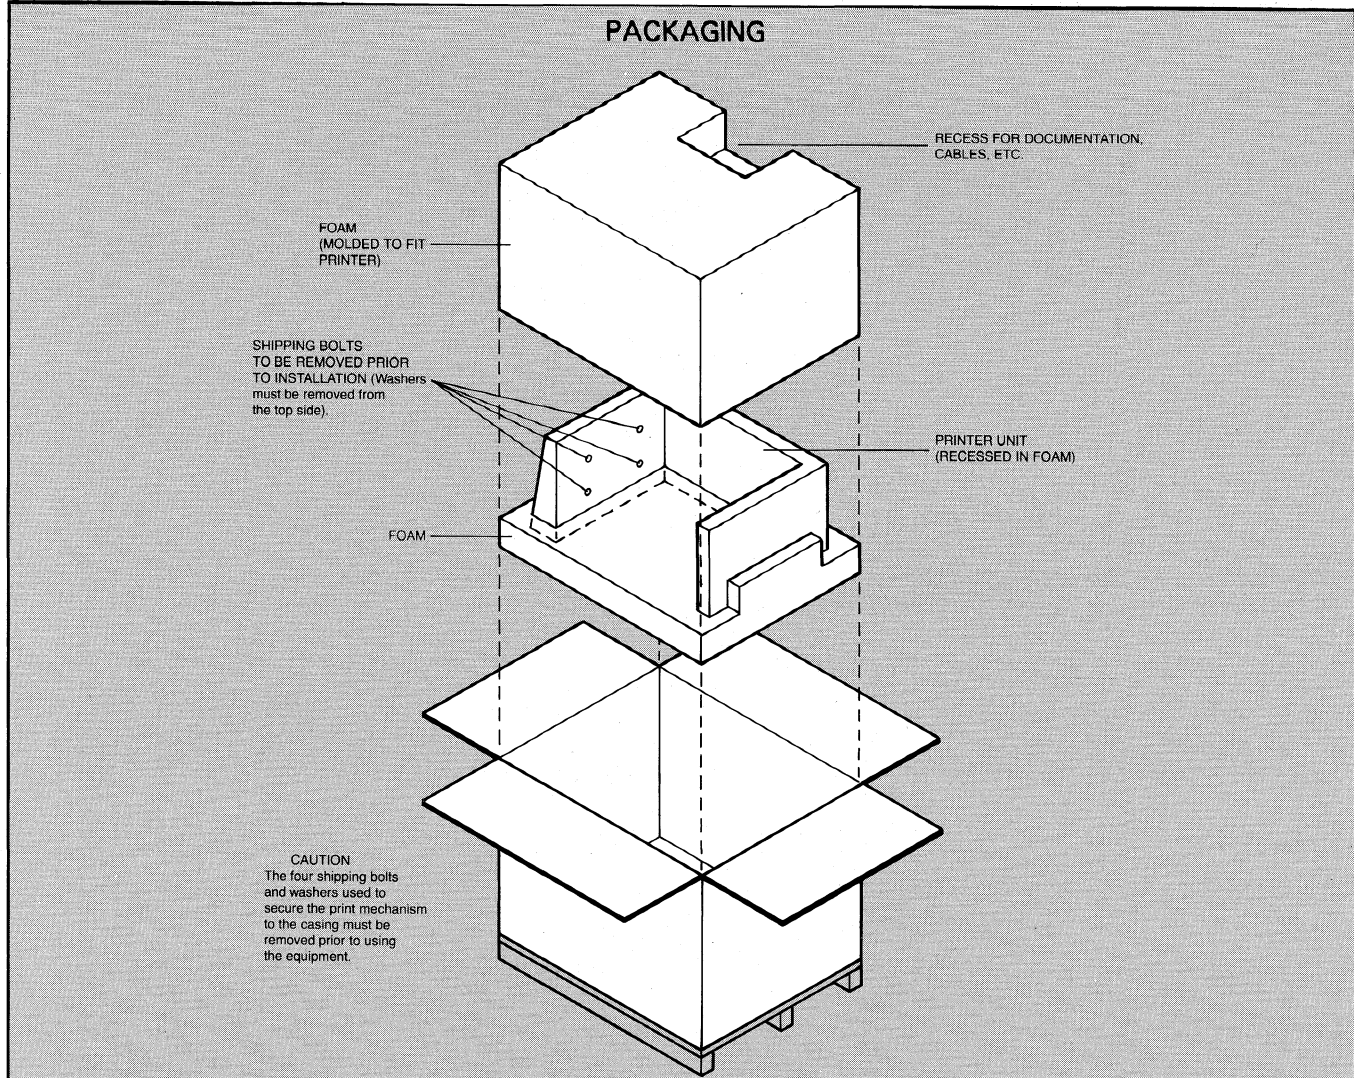 PACKAGING
RECESS FOR DOCUMENTATION,
CABLES, ETC.
FOAM
(MOLDED TO FIT
PRINTER)
SHIPPING BOLTS
TO BE REMOVED PRIOR
TO INSTALLATION (Washers
must be removed from
the top side).
PRINTER UNIT
(RECESSED IN FOAM)
FOAM
CAUTION
The four shipping bolts
and washers used to
secure the print mechanism
to the casing must be
removed prior to using
the equipment.